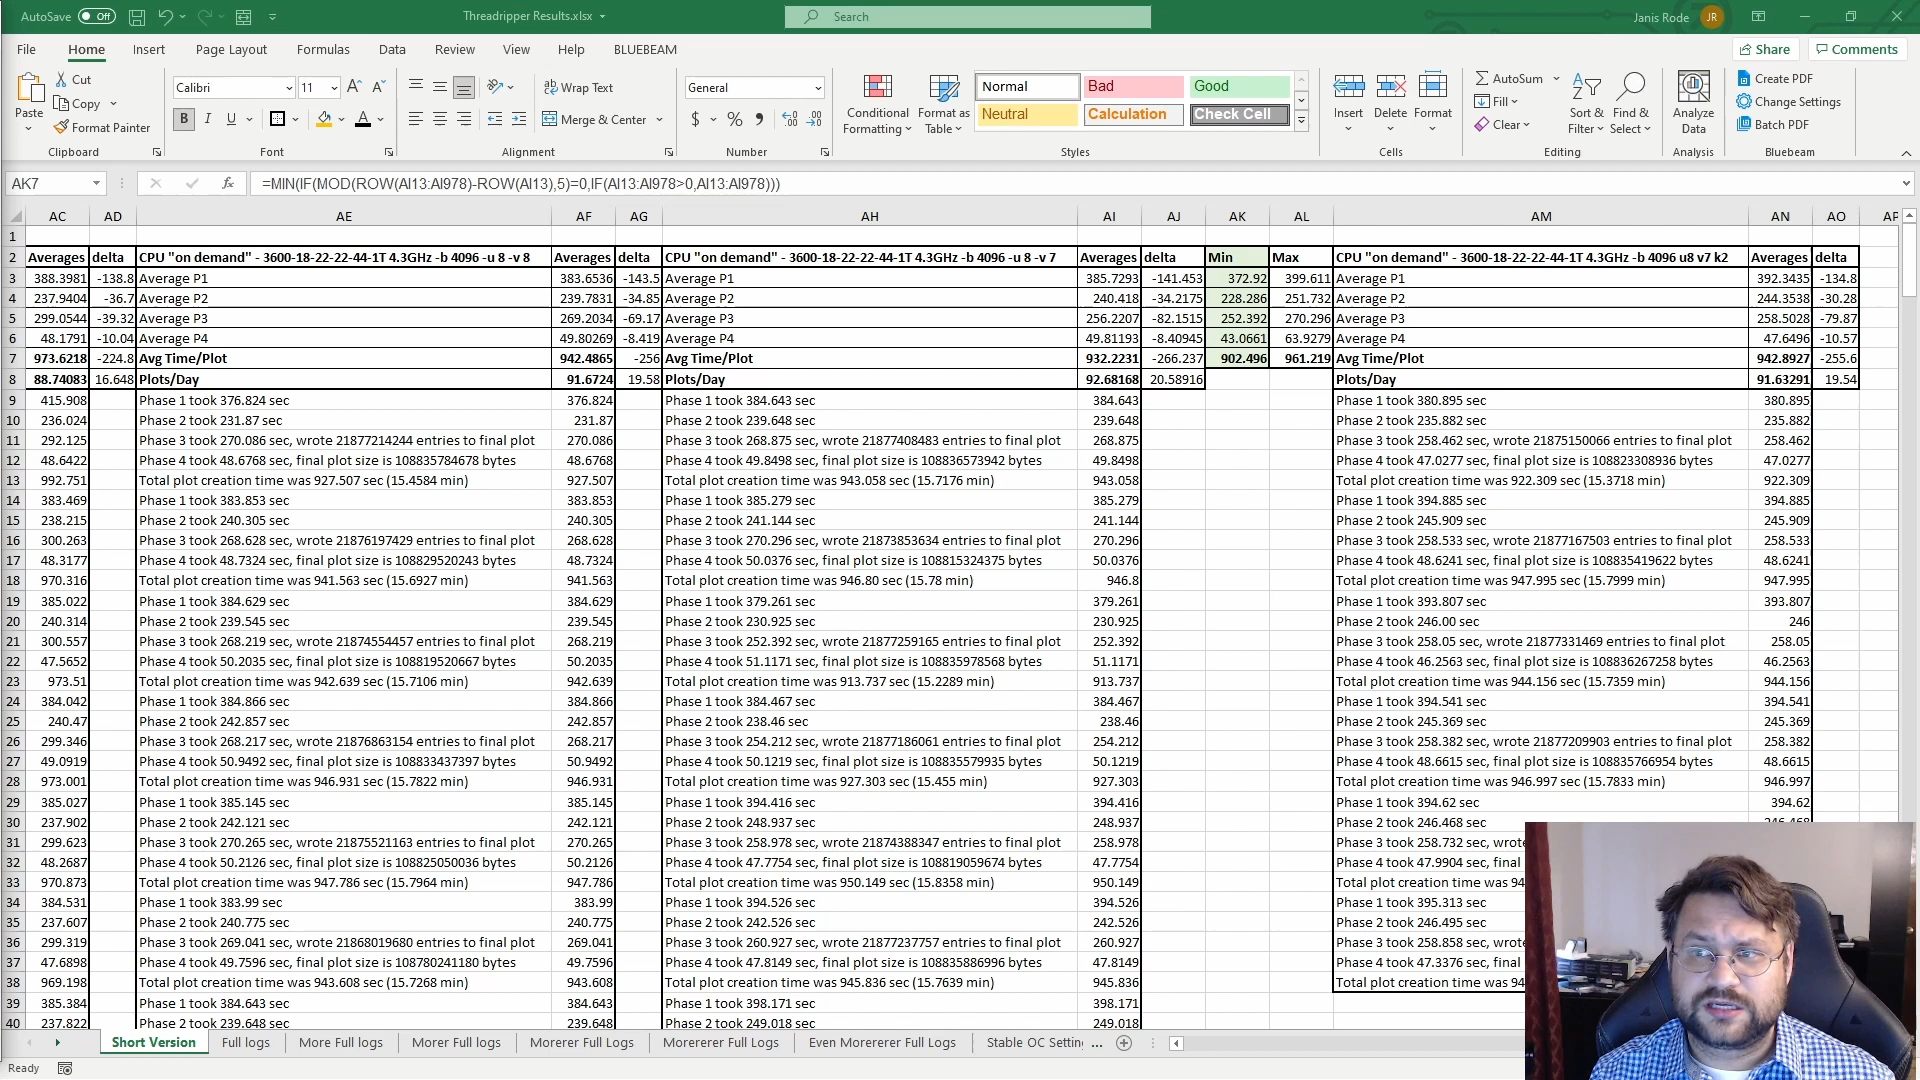 AutoSave Off Threadripper Results.xlsx Search Janis Rode JR
File Home Insert Page Layout Formulas Data Review View Help BLUEBEAM Share Comments
Paste Cut Copy Format Painter Clipboard
Calibri 11 B I U A Font
Wrap Text Merge & Center Alignment
General $ % Number
Conditional Formatting Format as Table Normal Bad Good Neutral Calculation Check Cell Styles
Insert Delete Format Cells
AutoSum Fill Clear Sort & Filter Find & Select Editing
Analyze Data Analysis
Create PDF Change Settings Batch PDF Bluebeam
AK7 fx =MIN(IF(MOD(ROW(AI13:AI978)-ROW(AI13),5)=0,IF(AI13:AI978>0,AI13:AI978)))
AC AD AE AF AG AH AI AJ AK AL AM AN AO AP
1
2 Averages delta CPU "on demand" - 3600-18-22-22-44-1T 4.3GHz -b 4096 -u 8 -v 8 Averages delta CPU "on demand" - 3600-18-22-22-44-1T 4.3GHz -b 4096 -u 8 -v 7 Averages delta Min Max CPU "on demand" - 3600-18-22-22-44-1T 4.3GHz -b 4096 u8 v7 k2 Averages delta
3 388.3981 -138.8 Average P1 383.6536 -143.5 Average P1 385.7293 -141.453 372.92 399.611 Average P1 392.3435 -134.8
4 237.9404 -36.7 Average P2 239.7831 -34.85 Average P2 240.418 -34.2175 228.286 251.732 Average P2 244.3538 -30.28
5 299.0544 -39.32 Average P3 269.2034 -69.17 Average P3 256.2207 -82.1515 252.392 270.296 Average P3 258.5028 -79.87
6 48.1791 -10.04 Average P4 49.80269 -8.419 Average P4 49.81193 -8.40945 43.0661 63.9279 Average P4 47.6496 -10.57
7 973.6218 -224.8 Avg Time/Plot 942.4865 -256 Avg Time/Plot 932.2231 -266.237 902.496 961.219 Avg Time/Plot 942.8927 -255.6
8 88.74083 16.648 Plots/Day 91.6724 19.58 Plots/Day 92.68168 20.58916 Plots/Day 91.63291 19.54
9 415.908 Phase 1 took 376.824 sec 376.824 Phase 1 took 384.643 sec 384.643 Phase 1 took 380.895 sec 380.895
10 236.024 Phase 2 took 231.87 sec 231.87 Phase 2 took 239.648 sec 239.648 Phase 2 took 235.882 sec 235.882
11 292.125 Phase 3 took 270.086 sec, wrote 21877214244 entries to final plot 270.086 Phase 3 took 268.875 sec, wrote 21877408483 entries to final plot 268.875 Phase 3 took 258.462 sec, wrote 21875150066 entries to final plot 258.462
12 48.6422 Phase 4 took 48.6768 sec, final plot size is 108835784678 bytes 48.6768 Phase 4 took 49.8498 sec, final plot size is 108836573942 bytes 49.8498 Phase 4 took 47.0277 sec, final plot size is 108823308936 bytes 47.0277
13 992.751 Total plot creation time was 927.507 sec (15.4584 min) 927.507 Total plot creation time was 943.058 sec (15.7176 min) 943.058 Total plot creation time was 922.309 sec (15.3718 min) 922.309
14 383.469 Phase 1 took 383.853 sec 383.853 Phase 1 took 385.279 sec 385.279 Phase 1 took 394.885 sec 394.885
15 238.215 Phase 2 took 240.305 sec 240.305 Phase 2 took 241.144 sec 241.144 Phase 2 took 245.909 sec 245.909
16 300.263 Phase 3 took 268.628 sec, wrote 21876197429 entries to final plot 268.628 Phase 3 took 270.296 sec, wrote 21873853634 entries to final plot 270.296 Phase 3 took 258.533 sec, wrote 21877167503 entries to final plot 258.533
17 48.3177 Phase 4 took 48.7324 sec, final plot size is 108829520243 bytes 48.7324 Phase 4 took 50.0376 sec, final plot size is 108815324375 bytes 50.0376 Phase 4 took 48.6241 sec, final plot size is 108835419622 bytes 48.6241
18 970.316 Total plot creation time was 941.563 sec (15.6927 min) 941.563 Total plot creation time was 946.80 sec (15.78 min) 946.8 Total plot creation time was 947.995 sec (15.7999 min) 947.995
19 385.022 Phase 1 took 384.629 sec 384.629 Phase 1 took 379.261 sec 379.261 Phase 1 took 393.807 sec 393.807
20 240.314 Phase 2 took 239.545 sec 239.545 Phase 2 took 230.925 sec 230.925 Phase 2 took 246.00 sec 246
21 300.557 Phase 3 took 268.219 sec, wrote 21874554457 entries to final plot 268.219 Phase 3 took 252.392 sec, wrote 21877259165 entries to final plot 252.392 Phase 3 took 258.05 sec, wrote 21877331469 entries to final plot 258.05
22 47.5652 Phase 4 took 50.2035 sec, final plot size is 108819520667 bytes 50.2035 Phase 4 took 51.1171 sec, final plot size is 108835978568 bytes 51.1171 Phase 4 took 46.2563 sec, final plot size is 108836267258 bytes 46.2563
23 973.51 Total plot creation time was 942.639 sec (15.7106 min) 942.639 Total plot creation time was 913.737 sec (15.2289 min) 913.737 Total plot creation time was 944.156 sec (15.7359 min) 944.156
24 384.042 Phase 1 took 384.866 sec 384.866 Phase 1 took 384.467 sec 384.467 Phase 1 took 394.541 sec 394.541
25 240.47 Phase 2 took 242.857 sec 242.857 Phase 2 took 238.46 sec 238.46 Phase 2 took 245.369 sec 245.369
26 299.346 Phase 3 took 268.217 sec, wrote 21876863154 entries to final plot 268.217 Phase 3 took 254.212 sec, wrote 21877186061 entries to final plot 254.212 Phase 3 took 258.382 sec, wrote 21877209903 entries to final plot 258.382
27 49.0919 Phase 4 took 50.9492 sec, final plot size is 108833437397 bytes 50.9492 Phase 4 took 50.1219 sec, final plot size is 108835579935 bytes 50.1219 Phase 4 took 48.6615 sec, final plot size is 108835766954 bytes 48.6615
28 973.001 Total plot creation time was 946.931 sec (15.7822 min) 946.931 Total plot creation time was 927.303 sec (15.455 min) 927.303 Total plot creation time was 946.997 sec (15.7833 min) 946.997
29 385.027 Phase 1 took 385.145 sec 385.145 Phase 1 took 394.416 sec 394.416 Phase 1 took 394.62 sec 394.62
30 237.902 Phase 2 took 242.121 sec 242.121 Phase 2 took 248.937 sec 248.937 Phase 2 took 246.468 sec 246.468
31 299.623 Phase 3 took 270.265 sec, wrote 21875521163 entries to final plot 270.265 Phase 3 took 258.978 sec, wrote 21874388347 entries to final plot 258.978 Phase 3 took 258.732 sec, wrote
32 48.2687 Phase 4 took 50.2126 sec, final plot size is 108825050036 bytes 50.2126 Phase 4 took 47.7754 sec, final plot size is 108819059674 bytes 47.7754 Phase 4 took 47.9904 sec, final
33 970.873 Total plot creation time was 947.786 sec (15.7964 min) 947.786 Total plot creation time was 950.149 sec (15.8358 min) 950.149 Total plot creation time was 94
34 384.531 Phase 1 took 383.99 sec 383.99 Phase 1 took 394.526 sec 394.526 Phase 1 took 395.313 sec
35 237.607 Phase 2 took 240.775 sec 240.775 Phase 2 took 242.526 sec 242.526 Phase 2 took 246.495 sec
36 299.319 Phase 3 took 269.041 sec, wrote 21868019680 entries to final plot 269.041 Phase 3 took 260.927 sec, wrote 21877237757 entries to final plot 260.927 Phase 3 took 258.858 sec, wrote
37 47.6898 Phase 4 took 49.7596 sec, final plot size is 108780241180 bytes 49.7596 Phase 4 took 47.8149 sec, final plot size is 108835886996 bytes 47.8149 Phase 4 took 47.3376 sec, final
38 969.198 Total plot creation time was 943.608 sec (15.7268 min) 943.608 Total plot creation time was 945.836 sec (15.7639 min) 945.836 Total plot creation time was 94
39 385.384 Phase 1 took 384.643 sec 384.643 Phase 1 took 398.171 sec 398.171
40 237.822 Phase 2 took 239.648 sec 239.648 Phase 2 took 249.018 sec 249.018
Short Version Full logs More Full logs Morer Full logs Morerer Full Logs Morererer Full Logs Even Morererer Full Logs Stable OC Settin ...
Ready